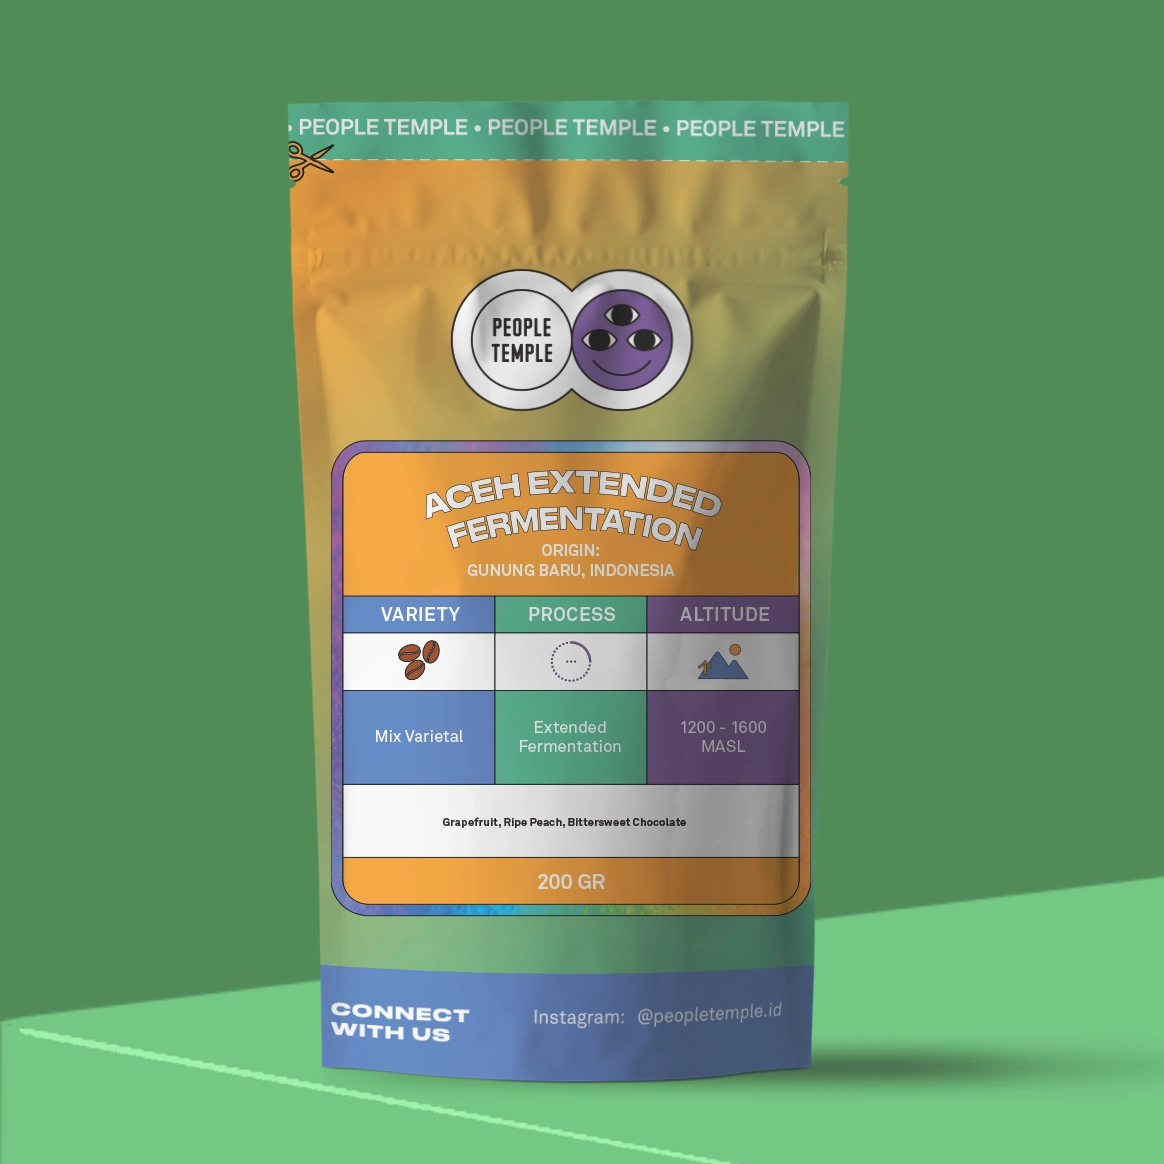 • PEOPLE TEMPLE • PEOPLE TEMPLE • PEOPLE TEMPLE
PEOPLE
TEMPLE
ACEH EXTENDED
FERMENTATION
ORIGIN:
GUNUNG BARU, INDONESIA
VARIETY PROCESS ALTITUDE
Mix Varietal
Extended
Fermentation
1200 - 1600
MASL
Grapefruit, Ripe Peach, Bittersweet Chocolate
200 GR
CONNECT
WITH US
Instagram: @peopletemple.id